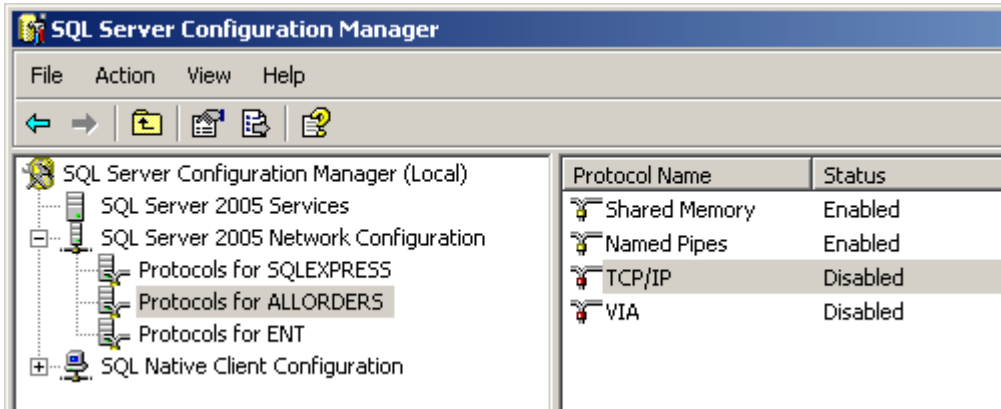 SQL Server Configuration Manager
File Action View Help
SQL Server Configuration Manager (Local)
SQL Server 2005 Services
SQL Server 2005 Network Configuration
Protocols for SQLEXPRESS
Protocols for ALLORDERS
Protocols for ENT
SQL Native Client Configuration
Protocol Name Status
Shared Memory Enabled
Named Pipes Enabled
TCP/IP Disabled
VIA Disabled